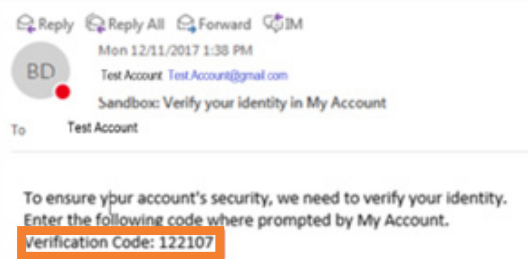 Reply Reply All Forward IM
Mon 12/11/2017 1:38 PM
BD
Test Account Test.Account@gmail.com
Sandbox: Verify your identity in My Account
To Test Account
To ensure your account's security, we need to verify your identity.
Enter the following code where prompted by My Account.
Verification Code: 122107